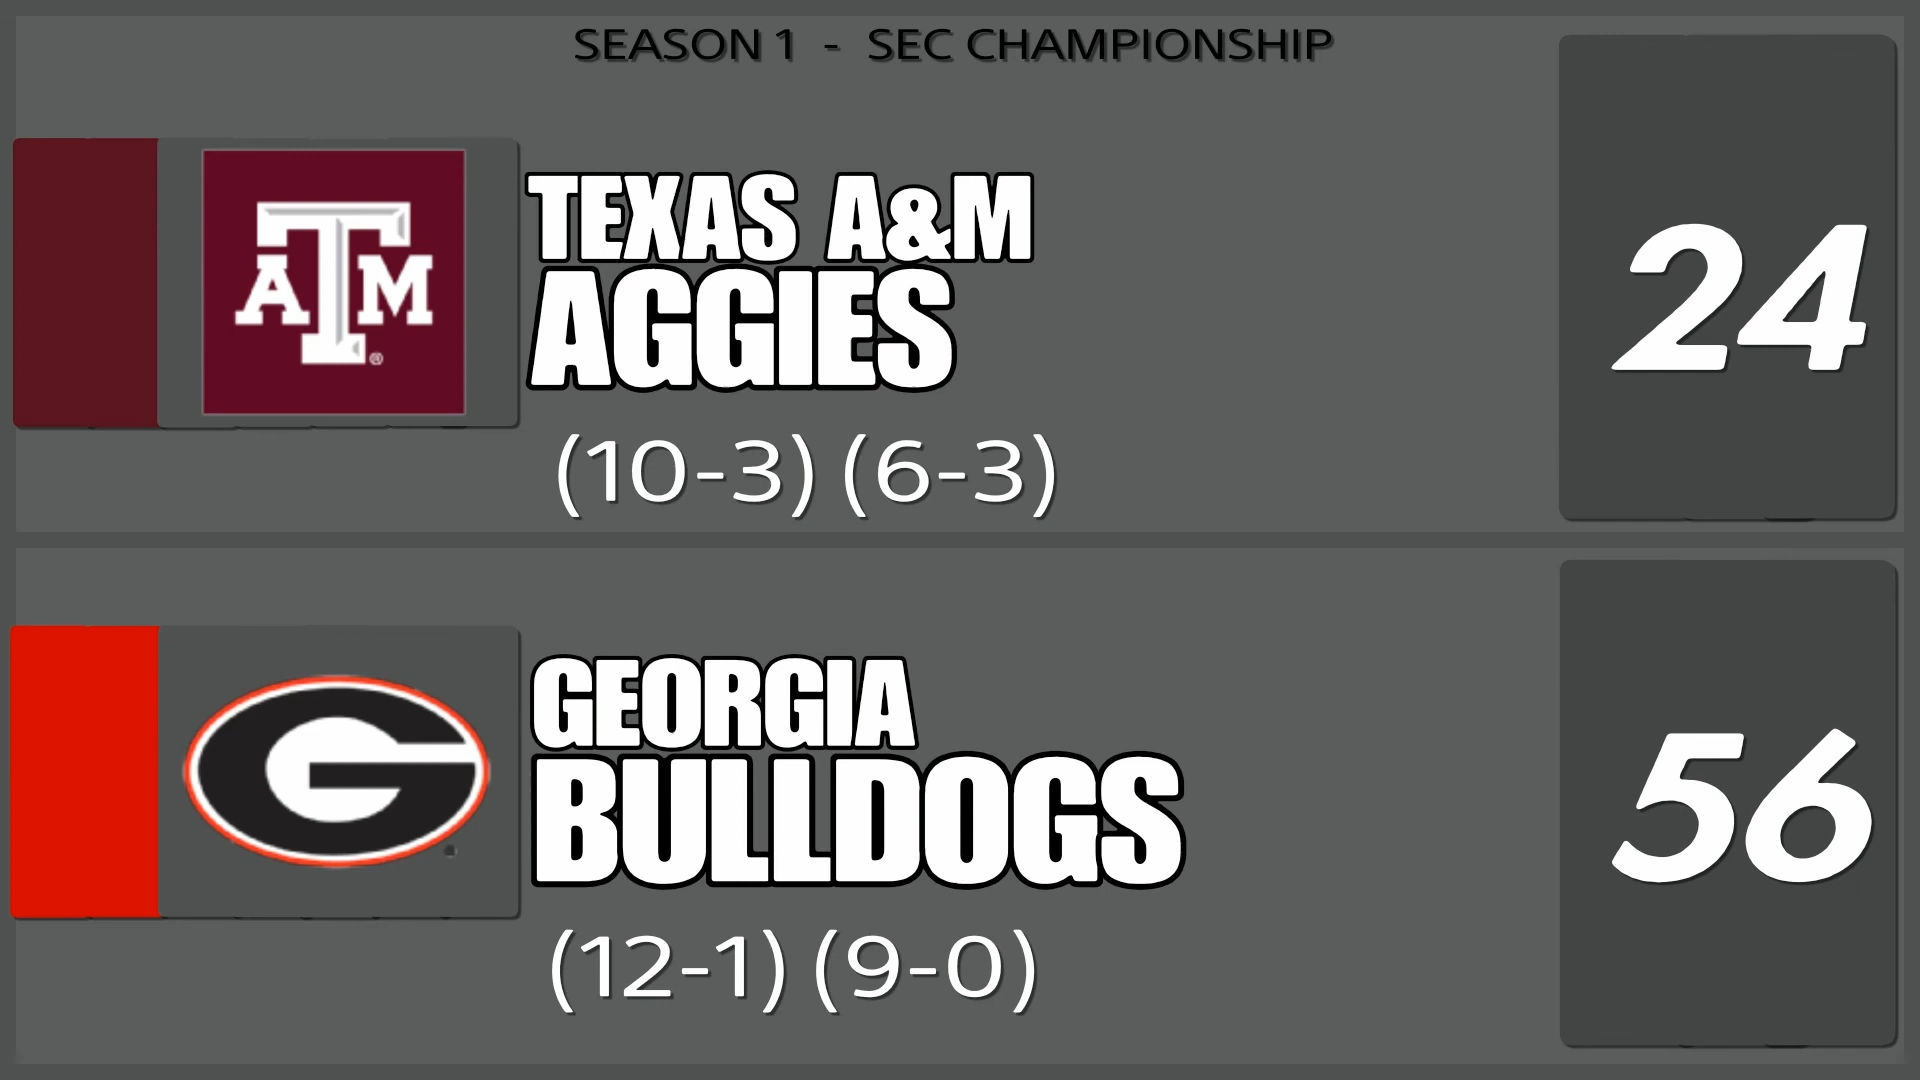 SEASON 1 - SEC CHAMPIONSHIP
ATM®
TEXAS A&M
AGGIES
24
(10-3) (6-3)
G
GEORGIA
BULLDOGS
56
(12-1) (9-0)